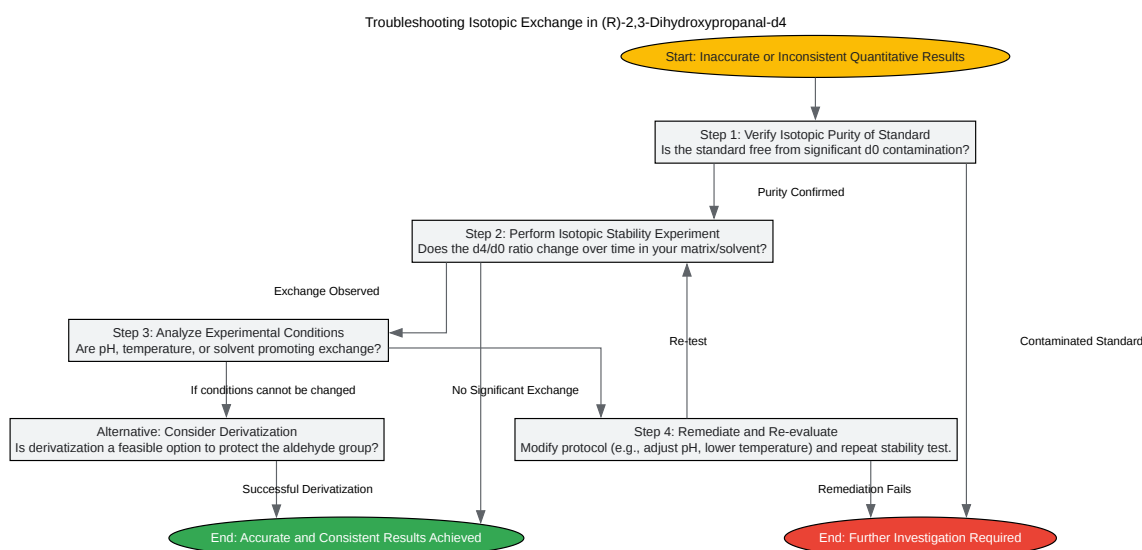 Troubleshooting Isotopic Exchange in (R)-2,3-Dihydroxypropanal-d4
Start: Inaccurate or Inconsistent Quantitative Results
Step 1: Verify Isotopic Purity of Standard
Is the standard free from significant d0 contamination?
Purity Confirmed
Step 2: Perform Isotopic Stability Experiment
Does the d4/d0 ratio change over time in your matrix/solvent?
Exchange Observed
Step 3: Analyze Experimental Conditions
Are pH, temperature, or solvent promoting exchange?
Re-test
Contaminated Standard
If conditions cannot be changed
No Significant Exchange
Alternative: Consider Derivatization
Is derivatization a feasible option to protect the aldehyde group?
Step 4: Remediate and Re-evaluate
Modify protocol (e.g., adjust pH, lower temperature) and repeat stability test.
Successful Derivatization
Remediation Fails
End: Accurate and Consistent Results Achieved
End: Further Investigation Required